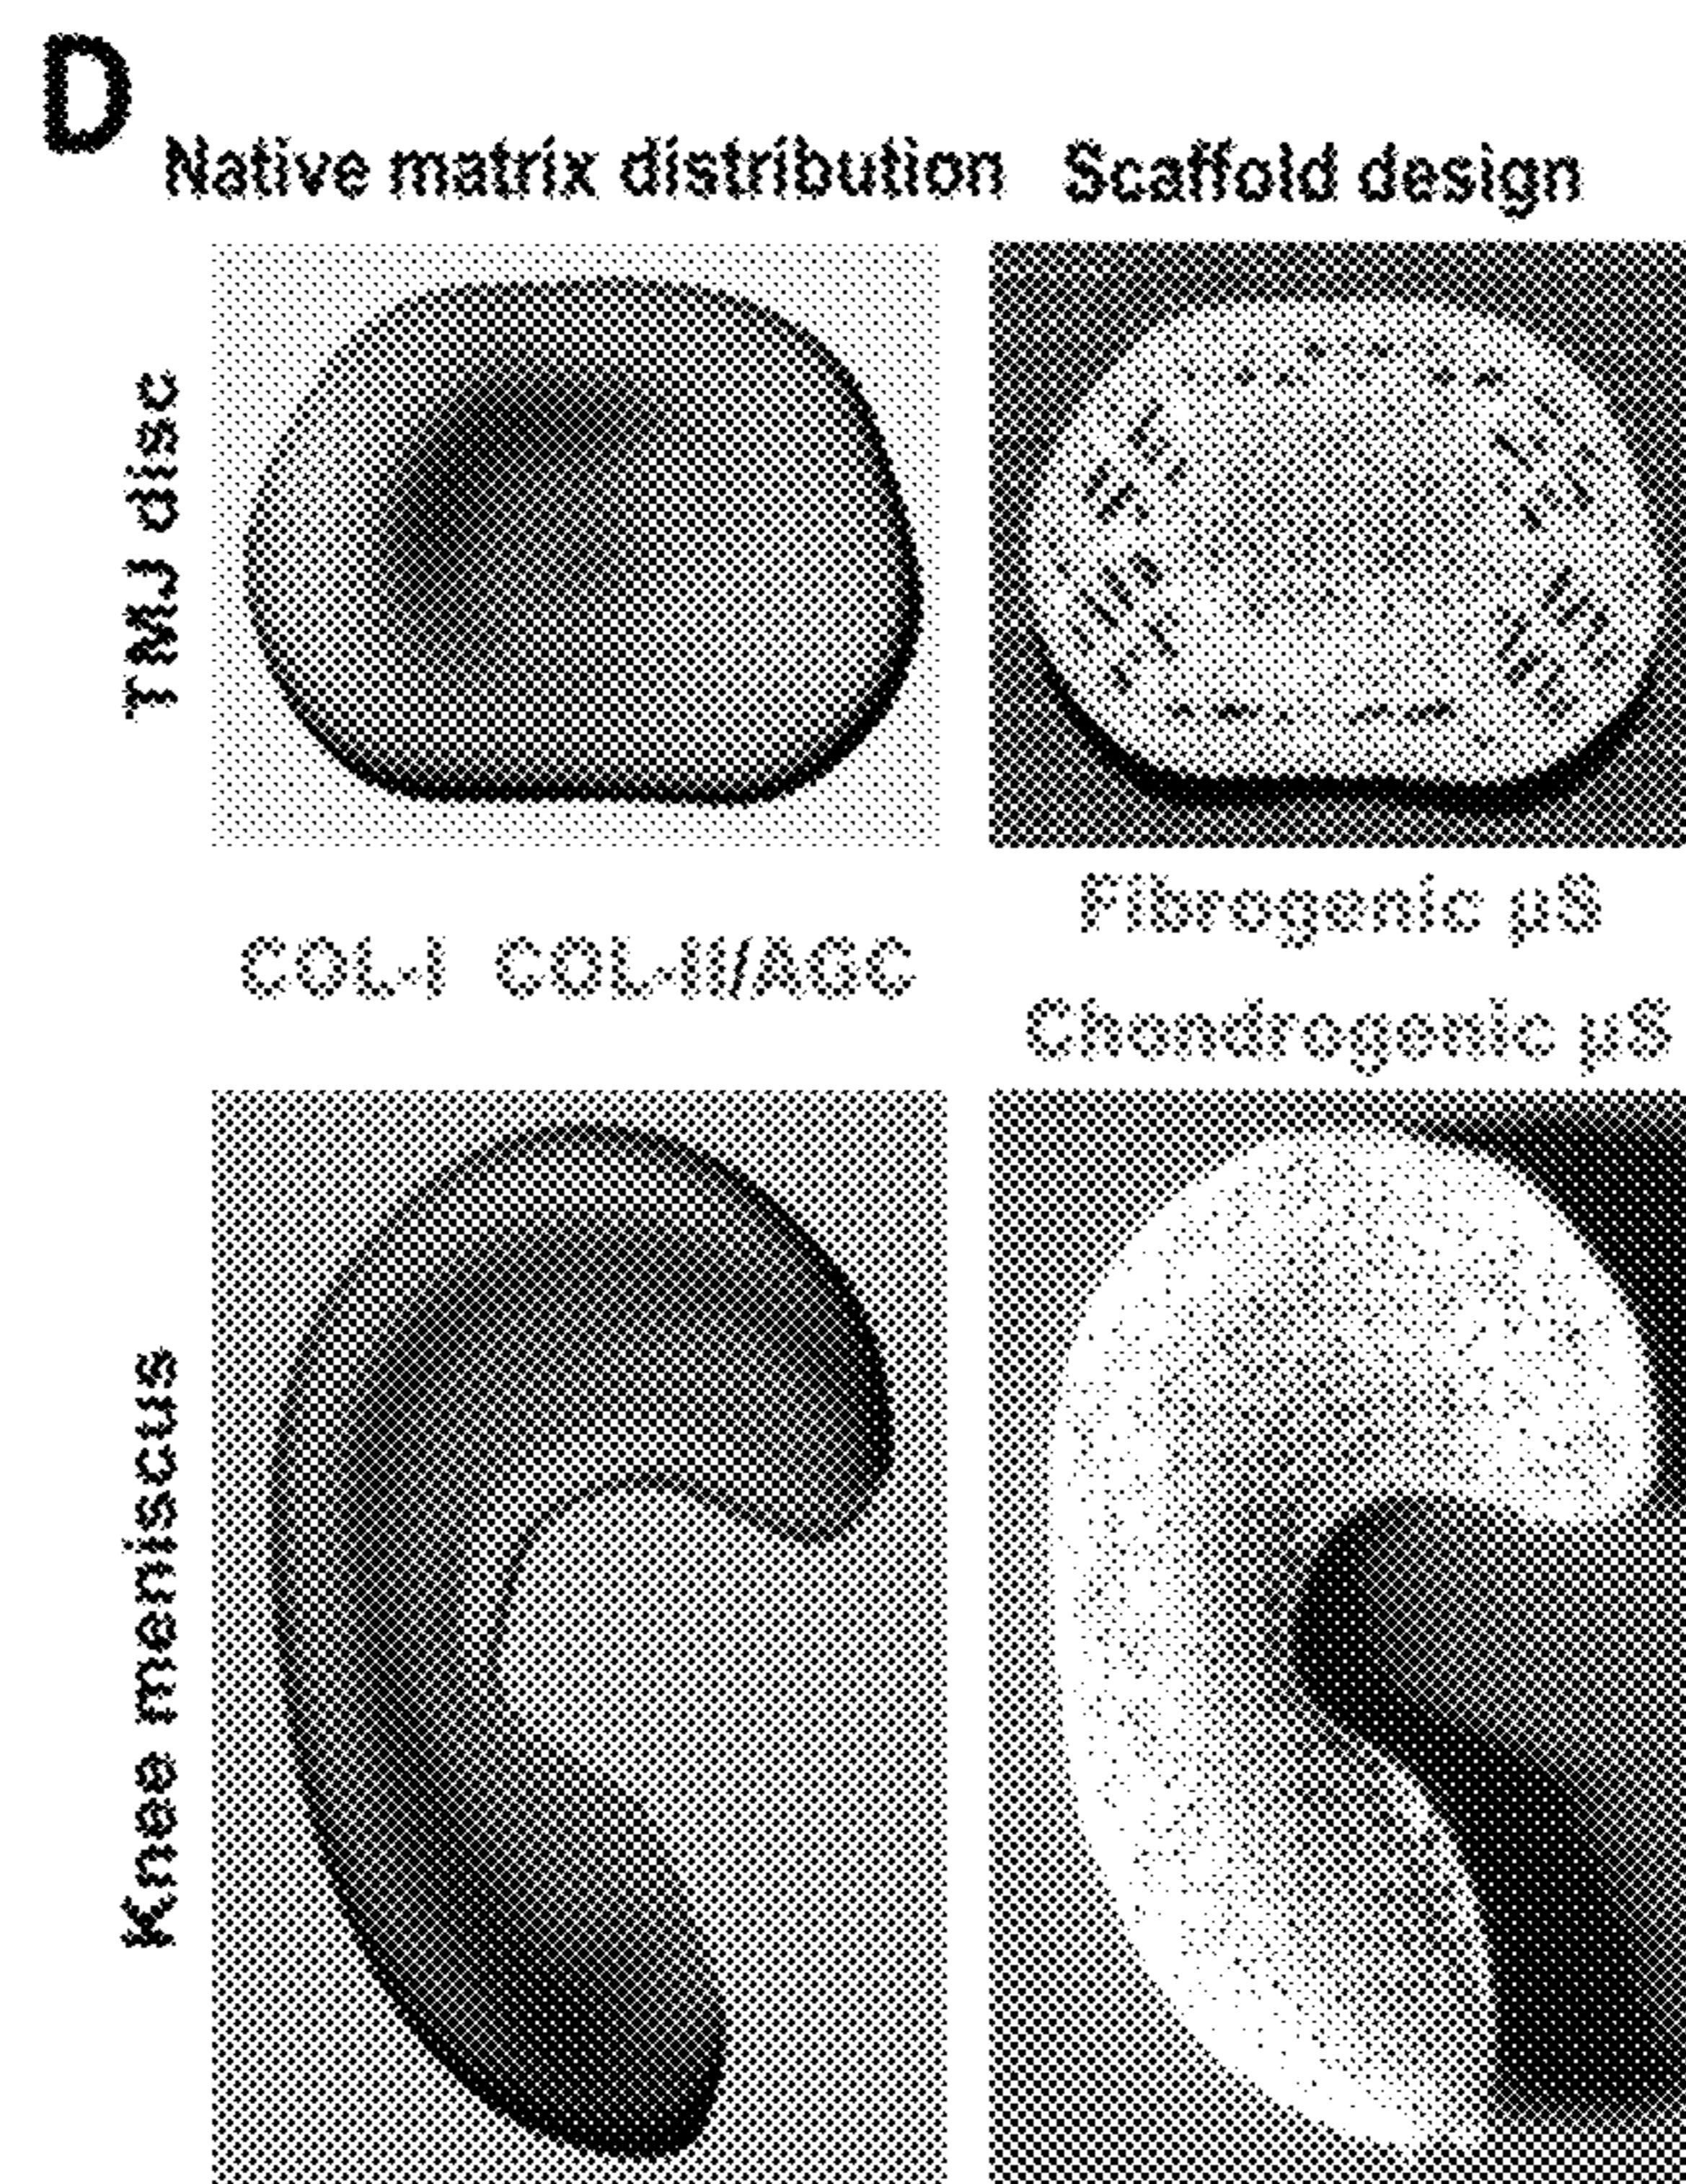 D
Native matrix distribution Scaffold design
TMJ disc
Fibrogenic µS
COL-I COL-II/AGC
Chondrogenic µS
Knee meniscus